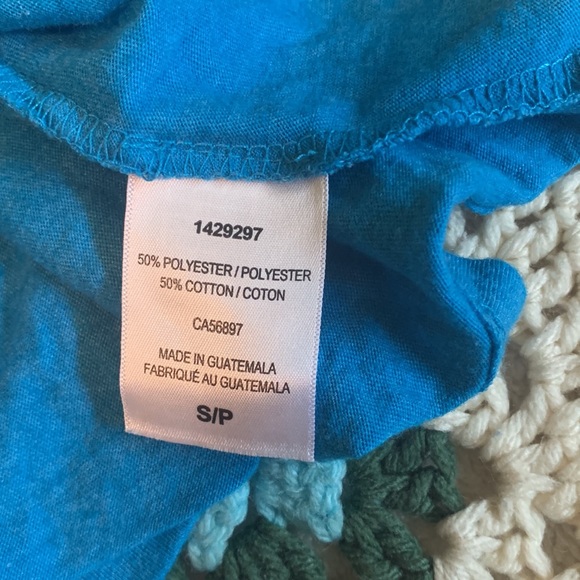 1429297
50% POLYESTER / POLYESTER
50% COTTON / COTON
CA56897
MADE IN GUATEMALA
FABRIQUÉ AU GUATEMALA
S/P